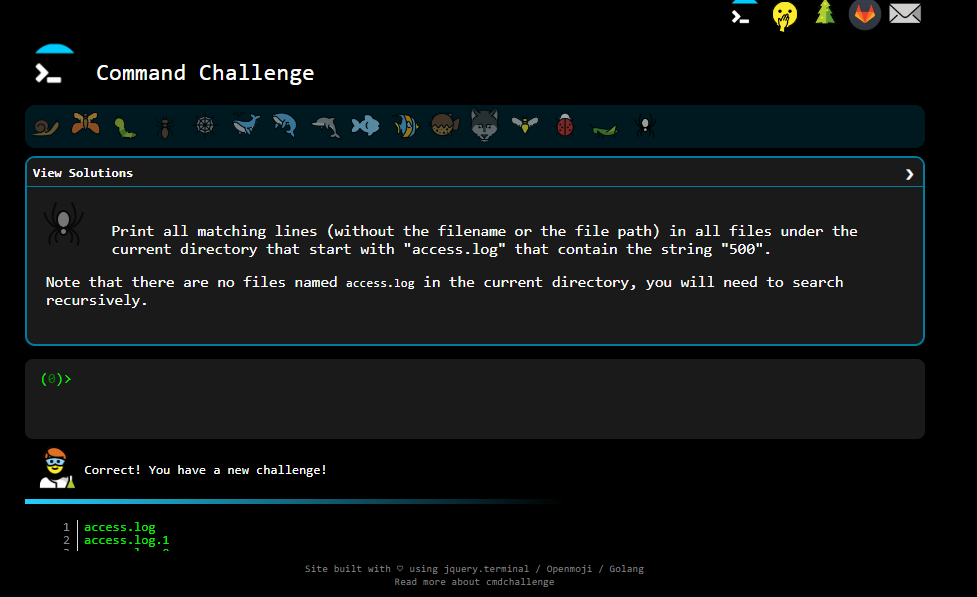 Command Challenge
View Solutions
Print all matching lines (without the filename or the file path) in all files under the
current directory that start with "access.log" that contain the string "500".
Note that there are no files named access.log in the current directory, you will need to search
recursively.
(0)>
Correct! You have a new challenge!
1 access.log
2 access.log.1
Site built with ♡ using jquery.terminal / Openmoji / Golang
Read more about cmdchallenge